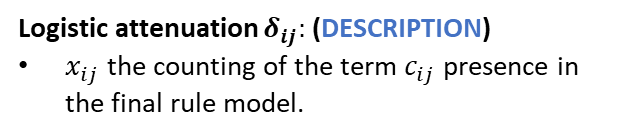 Logistic attenuation δᵢⱼ: (DESCRIPTION)
• xᵢⱼ the counting of the term cᵢⱼ presence in
the final rule model.